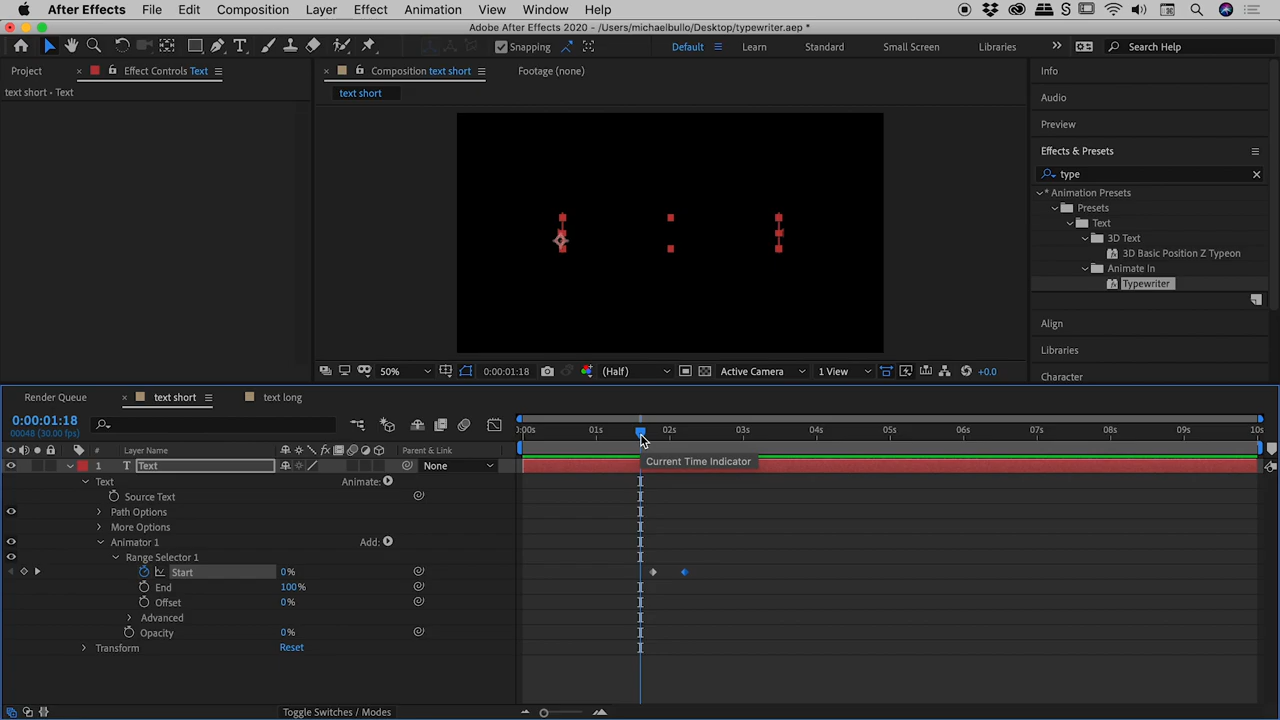 After Effects File Edit Composition Layer Effect Animation View Window Help
Adobe After Effects 2020 - /Users/michaelbullo/Desktop/typewriter.aep *
Snapping Default Learn Standard Small Screen Libraries Search Help
Project Effect Controls Text Composition text short Footage (none) Info
text short • Text text short Audio
Preview
Effects & Presets
type
* Animation Presets
Presets
Text
3D Text
3D Basic Position Z Typeon
Animate In
Typewriter
Align
Libraries
Character
50% 0:00:01:18 (Half) Active Camera 1 View +0.0
Render Queue text short text long
0:00:01:18
00048 (30.00 fps)
:00s 01s 02s 03s 04s 05s 06s 07s 08s 09s 10s
# Layer Name Parent & Link
1 T Text None
Current Time Indicator
Text Animate:
Source Text
Path Options
More Options
Animator 1 Add:
Range Selector 1
Start 0%
End 100%
Offset 0%
Advanced
Opacity 0%
Transform Reset
Toggle Switches / Modes